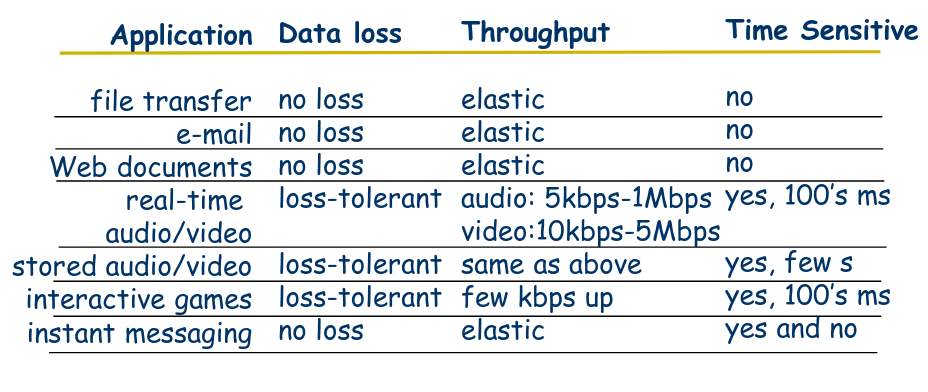 Application Data loss Throughput Time Sensitive
file transfer no loss elastic no
e-mail no loss elastic no
Web documents no loss elastic no
real-time loss-tolerant audio: 5kbps-1Mbps yes, 100's ms
audio/video video:10kbps-5Mbps
stored audio/video loss-tolerant same as above yes, few s
interactive games loss-tolerant few kbps up yes, 100's ms
instant messaging no loss elastic yes and no